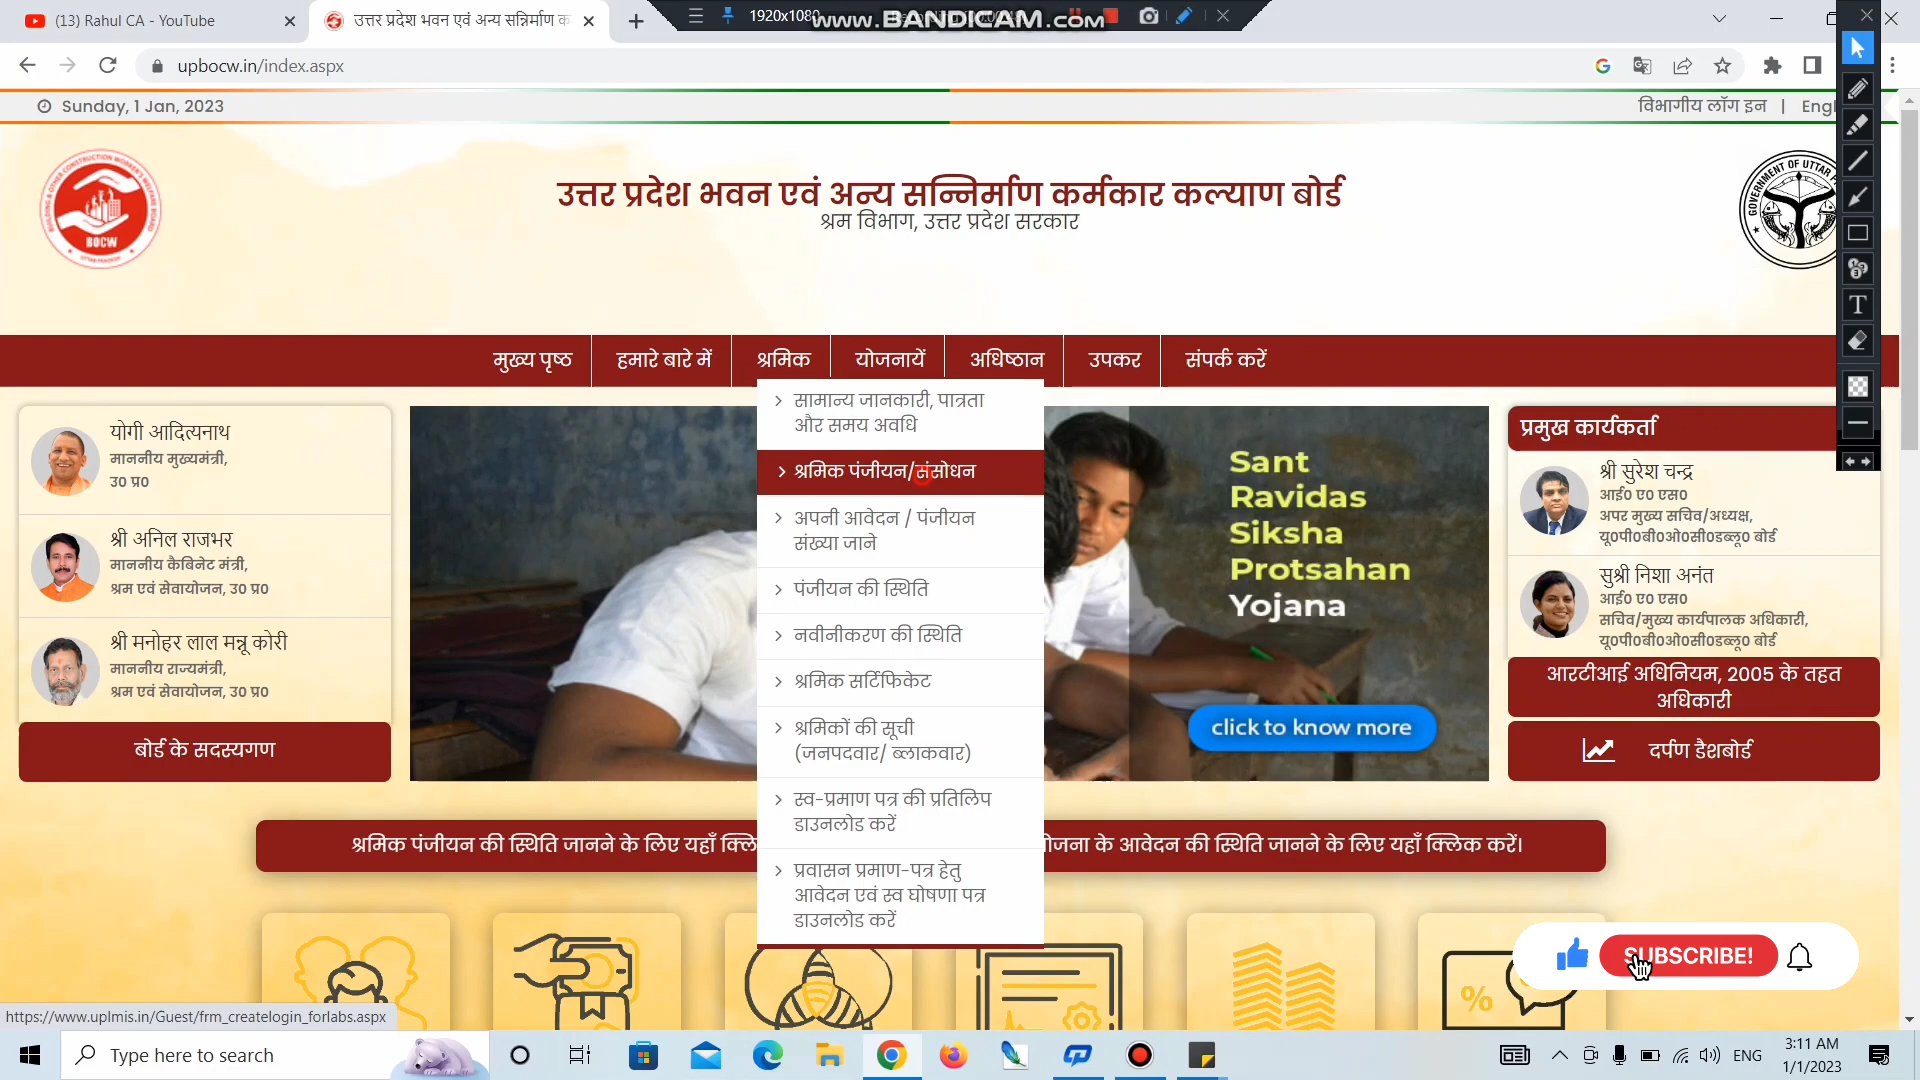 (13) Rahul CA - YouTube
उत्तर प्रदेश भवन एवं अन्य सन्निर्माण क
1920x1080
www.BANDICAM.com
upbocw.in/index.aspx
Sunday, 1 Jan, 2023
विभागीय लॉग इन | Engl
BOCW
GOVERNMENT OF UTTAR P
उत्तर प्रदेश भवन एवं अन्य सन्निर्माण कर्मकार कल्याण बोर्ड
श्रम विभाग, उत्तर प्रदेश सरकार
मुख्य पृष्ठ
हमारे बारे में
श्रमिक
योजनायें
अधिष्ठान
उपकर
संपर्क करें
योगी आदित्यनाथ
माननीय मुख्यमंत्री,
उ0 प्र0
श्री अनिल राजभर
माननीय कैबिनेट मंत्री,
श्रम एवं सेवायोजन, उ0 प्र0
श्री मनोहर लाल मन्नू कोरी
माननीय राज्यमंत्री,
श्रम एवं सेवायोजन, उ0 प्र0
बोर्ड के सदस्यगण
सामान्य जानकारी, पात्रता
और समय अवधि
श्रमिक पंजीयन/संसोधन
अपनी आवेदन / पंजीयन
संख्या जाने
पंजीयन की स्थिति
नवीनीकरण की स्थिति
श्रमिक सर्टिफिकेट
श्रमिकों की सूची
(जनपदवार/ ब्लाकवार)
स्व-प्रमाण पत्र की प्रतिलिप
डाउनलोड करें
प्रवासन प्रमाण-पत्र हेतु
आवेदन एवं स्व घोषणा पत्र
डाउनलोड करें
Sant
Ravidas
Siksha
Protsahan
Yojana
click to know more
प्रमुख कार्यकर्ता
श्री सुरेश चन्द्र
आई0 ए0 एस0
अपर मुख्य सचिव/अध्यक्ष,
यू0पी0बी0ओ0सी0डब्लू0 बोर्ड
सुश्री निशा अनंत
आई0 ए0 एस0
सचिव/मुख्य कार्यपालक अधिकारी,
यू0पी0बी0ओ0सी0डब्लू0 बोर्ड
आरटीआई अधिनियम, 2005 के तहत
अधिकारी
दर्पण डैशबोर्ड
श्रमिक पंजीयन की स्थिति जानने के लिए यहाँ क्लि
ोजना के आवेदन की स्थिति जानने के लिए यहाँ क्लिक करें।
SUBSCRIBE!
https://www.uplmis.in/Guest/frm_createlogin_forlabs.aspx
Type here to search
ENG
3:11 AM
1/1/2023